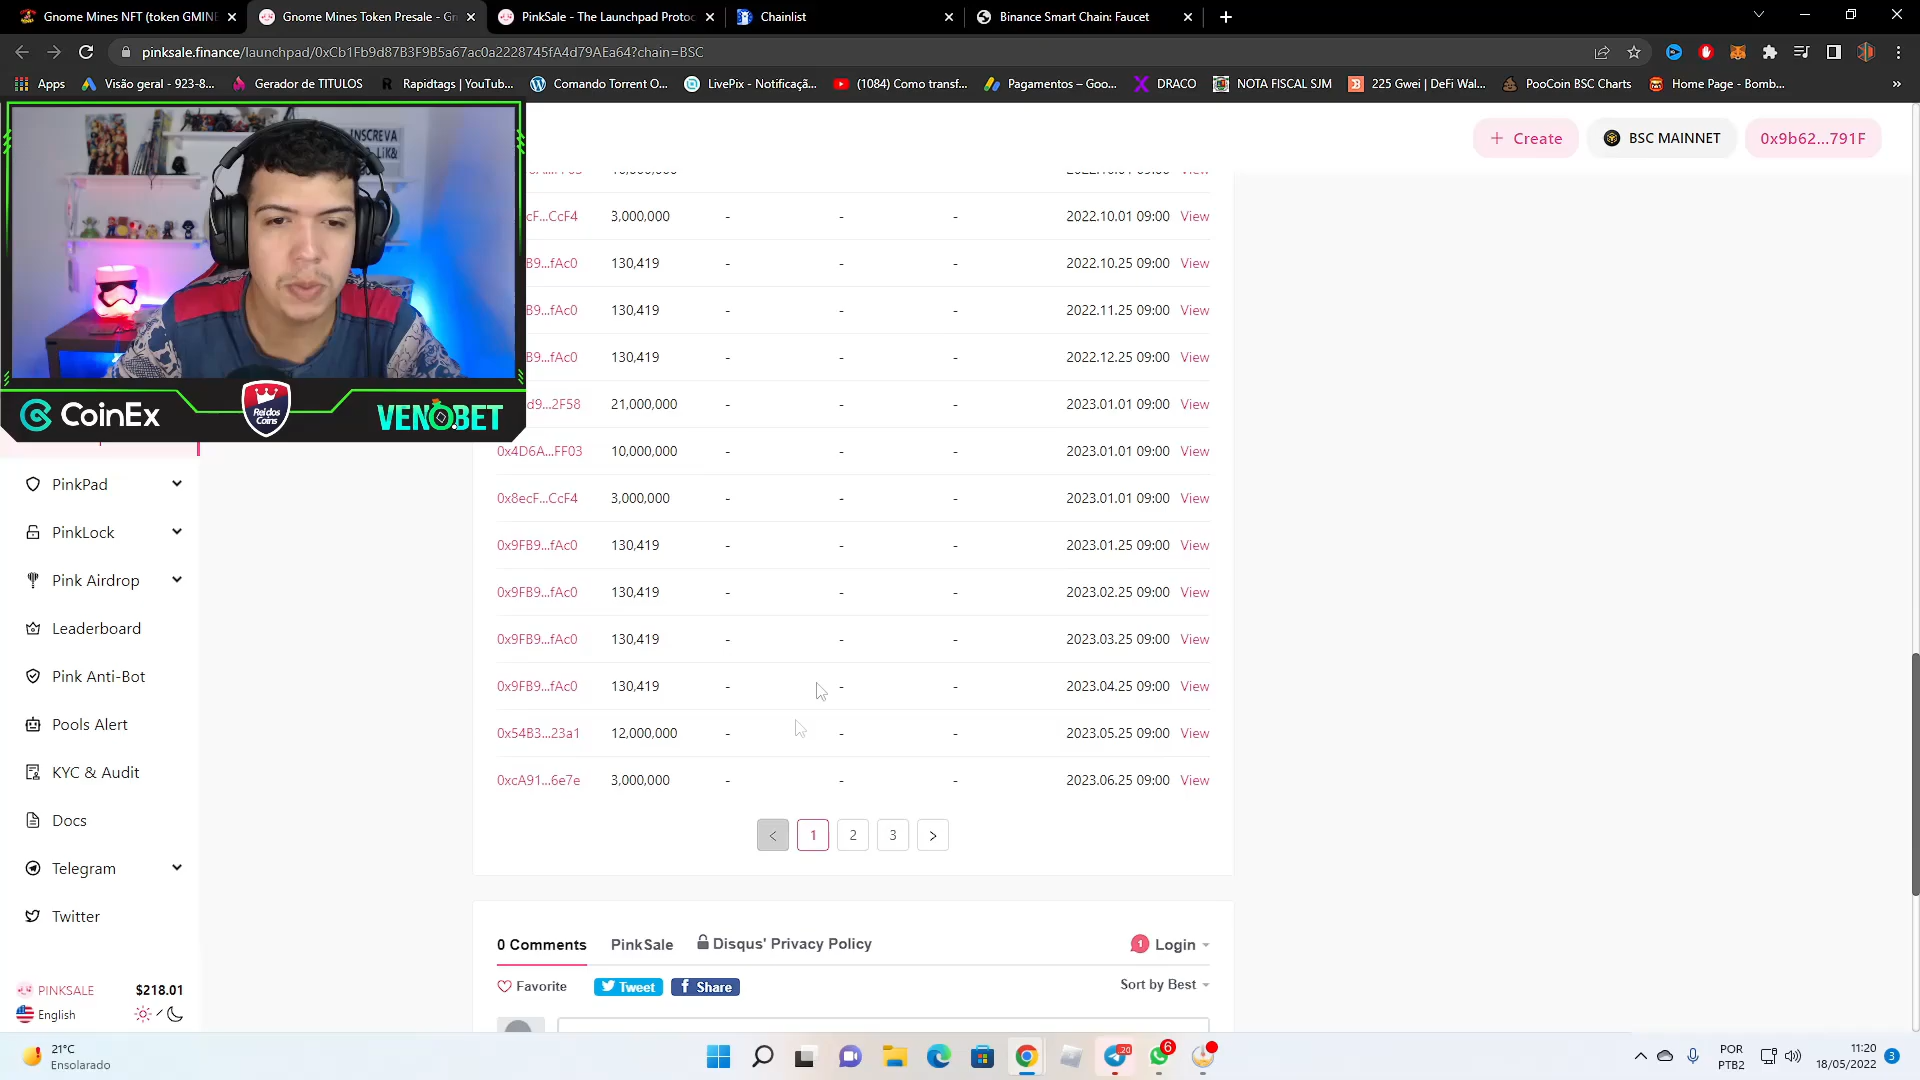 Gnome Mines NFT (token GMINE
Gnome Mines Token Presale - Gn
PinkSale - The Launchpad Protoc
Chainlist
Binance Smart Chain: Faucet
pinksale.finance/launchpad/0xCb1Fb9d87B3F9B5a67ac0a2228745fA4d79AEa64?chain=BSC
Apps
Visão geral - 923-8...
Gerador de TITULOS
Rapidtags | YouTub...
Comando Torrent O...
LivePix - Notificaçã...
(1084) Como transf...
Pagamentos – Goo...
DRACO
NOTA FISCAL SJM
225 Gwei | DeFi Wal...
PooCoin BSC Charts
Home Page - Bomb...
»
INSCREVA
Create
BSC MAINNET
0x9b62...791F
CoinEx
Rei dos
Coins
VENOBET
cF...CcF4 3,000,000 - - - 2022.10.01 09:00 View
B9...fAc0 130,419 - - - 2022.10.25 09:00 View
B9...fAc0 130,419 - - - 2022.11.25 09:00 View
B9...fAc0 130,419 - - - 2022.12.25 09:00 View
d9...2F58 21,000,000 - - - 2023.01.01 09:00 View
0x4D6A...FF03 10,000,000 - - - 2023.01.01 09:00 View
0x8ecF...CcF4 3,000,000 - - - 2023.01.01 09:00 View
0x9FB9...fAc0 130,419 - - - 2023.01.25 09:00 View
0x9FB9...fAc0 130,419 - - - 2023.02.25 09:00 View
0x9FB9...fAc0 130,419 - - - 2023.03.25 09:00 View
0x9FB9...fAc0 130,419 - - - 2023.04.25 09:00 View
0x54B3...23a1 12,000,000 - - - 2023.05.25 09:00 View
0xcA91...6e7e 3,000,000 - - - 2023.06.25 09:00 View
< 1 2 3 >
PinkPad
PinkLock
Pink Airdrop
Leaderboard
Pink Anti-Bot
Pools Alert
KYC & Audit
Docs
Telegram
Twitter
PINKSALE $218.01
English
0 Comments
PinkSale
Disqus' Privacy Policy
1
Login
Favorite
Tweet
Share
Sort by Best
21°C
Ensolarado
20
6
POR
PTB2
11:20
18/05/2022
3